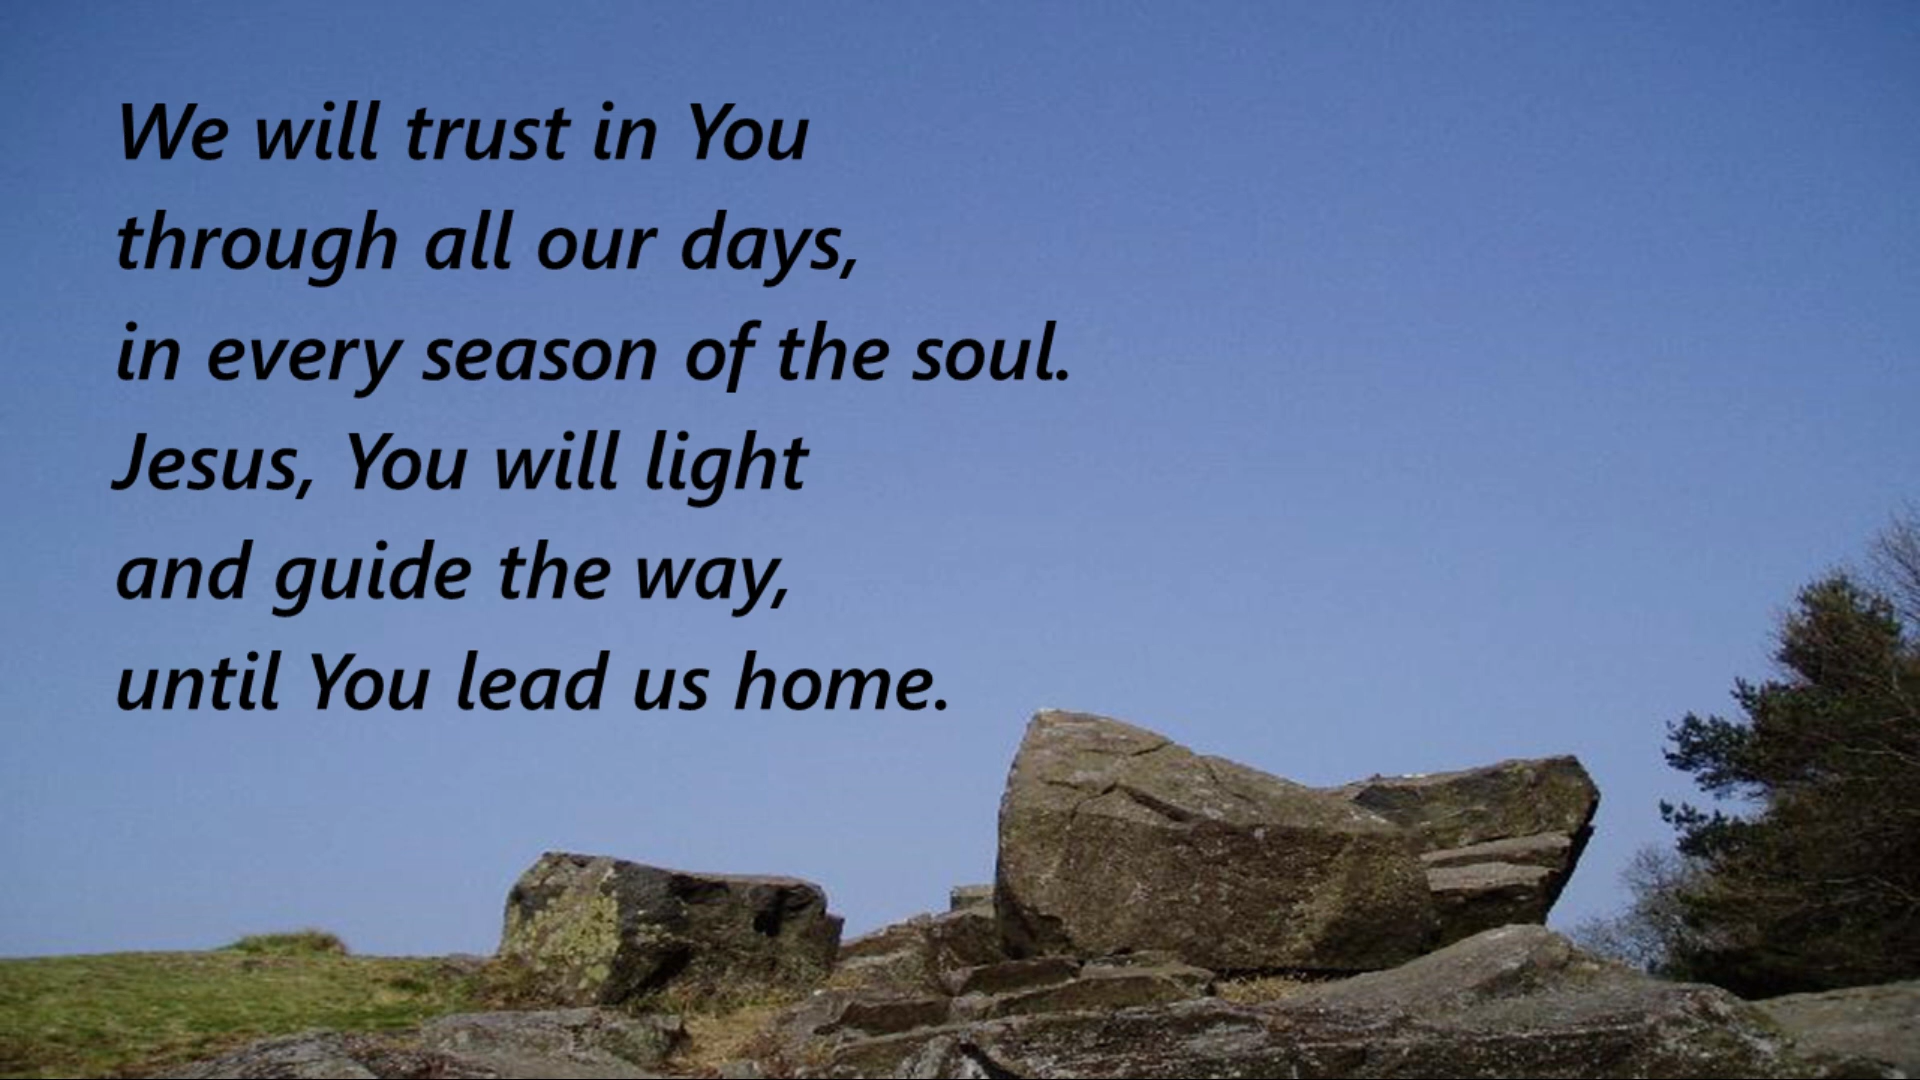 We will trust in You
through all our days,
in every season of the soul.
Jesus, You will light
and guide the way,
until You lead us home.